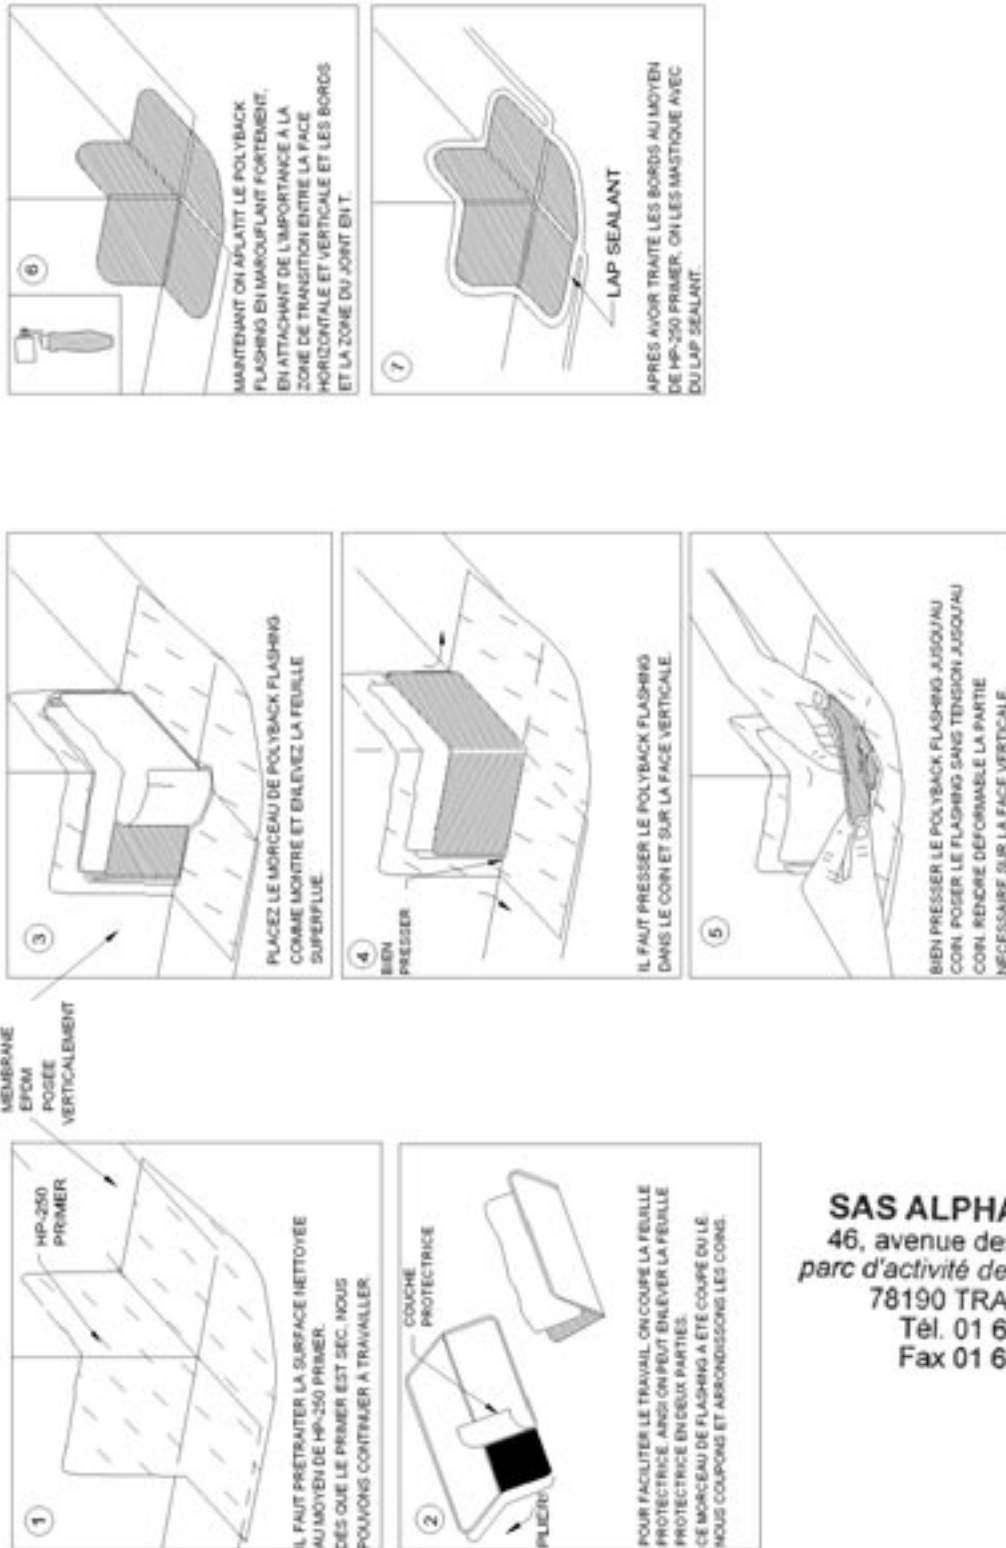 MEMBRANE
EPDM
POSÉE
VERTICALEMENT
1
HP-250
PRIMER
IL FAUT PRETRAITER LA SURFACE NETTOYÉE
AU MOYEN DE HP-250 PRIMER.
DÈS QUE LE PRIMER EST SEC, NOUS
POUVONS CONTINUER À TRAVAILLER.
2
COUCHE
PROTECTRICE
PLIER
POUR FACILITER LE TRAVAIL, ON COUPE LA FEUILLE
PROTECTRICE. AINSI ON PEUT ENLEVER LA FEUILLE
PROTECTRICE EN DEUX PARTIES.
CE MORCEAU DE FLASHING A ETE COUPE DU LÉ.
NOUS COUPONS ET ARRONDISSONS LES COINS.
3
PLACEZ LE MORCEAU DE POLYBACK FLASHING
COMME MONTRE ET ENLEVEZ LA FEUILLE
SUPERFLUE.
4
BIEN
PRESSER
IL FAUT PRESSER LE POLYBACK FLASHING
DANS LE COIN ET SUR LA FACE VERTICALE.
5
BIEN PRESSER LE POLYBACK FLASHING JUSQU'AU
COIN. POSER LE FLASHING SANS TENSION JUSQU'AU
COIN. RENDRE DÉFORMABLE LA PARTIE
NÉCESSAIRE SUR LA FACE VERTICALE
6
MAINTENANT ON APLATIT LE POLYBACK
FLASHING EN MAROUFLANT FORTEMENT,
EN ATTACHANT DE L'IMPORTANCE À LA
ZONE DE TRANSITION ENTRE LA FACE
HORIZONTALE ET VERTICALE ET LES BORDS
ET LA ZONE DU JOINT EN T.
7
LAP SEALANT
APRES AVOIR TRAITE LES BORDS AU MOYEN
DE HP-250 PRIMER, ON LES MASTIQUE AVEC
DU LAP SEALANT.
SAS ALPHA
46, avenue de
parc d'activité de
78190 TRA
Tél. 01 6
Fax 01 6